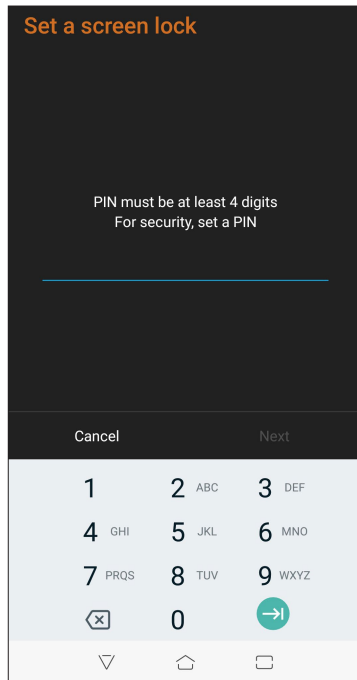 Set a screen lock
PIN must be at least 4 digits
For security, set a PIN
Cancel Next
1 2 ABC 3 DEF
4 GHI 5 JKL 6 MNO
7 PRQS 8 TUV 9 WXYZ
0